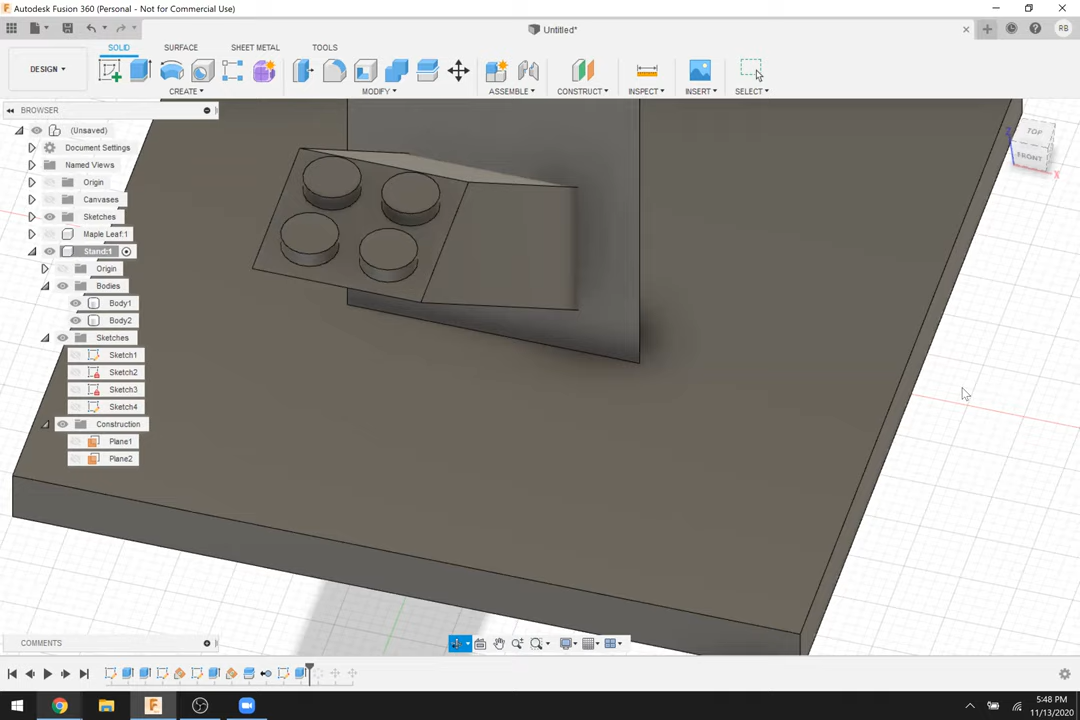 Autodesk Fusion 360 (Personal - Not for Commercial Use)
Untitled*
RB
SOLID SURFACE SHEET METAL TOOLS
DESIGN
CREATE MODIFY ASSEMBLE CONSTRUCT INSPECT INSERT SELECT
BROWSER
(Unsaved)
Document Settings
Named Views
Origin
Canvases
Sketches
Maple Leaf:1
Stand:1
Origin
Bodies
Body1
Body2
Sketches
Sketch1
Sketch2
Sketch3
Sketch4
Construction
Plane1
Plane2
TOP
FRONT
Z
X
COMMENTS
5:48 PM
11/13/2020